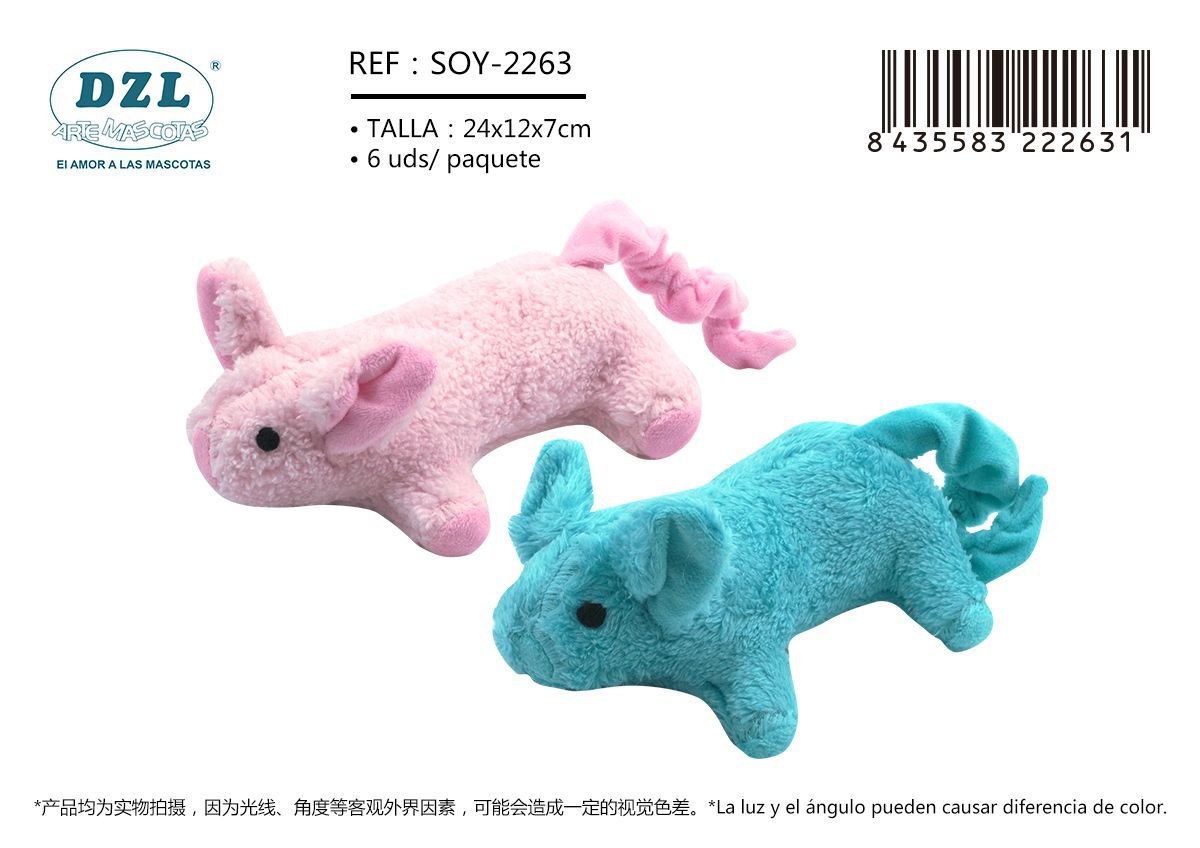 DZL ®
ARTE MASCOTAS
El AMOR A LAS MASCOTAS
REF : SOY-2263
• TALLA : 24x12x7cm
• 6 uds/ paquete
8 435583 222631
*产品均为实物拍摄，因为光线、角度等客观外界因素，可能会造成一定的视觉色差。*La luz y el ángulo pueden causar diferencia de color.